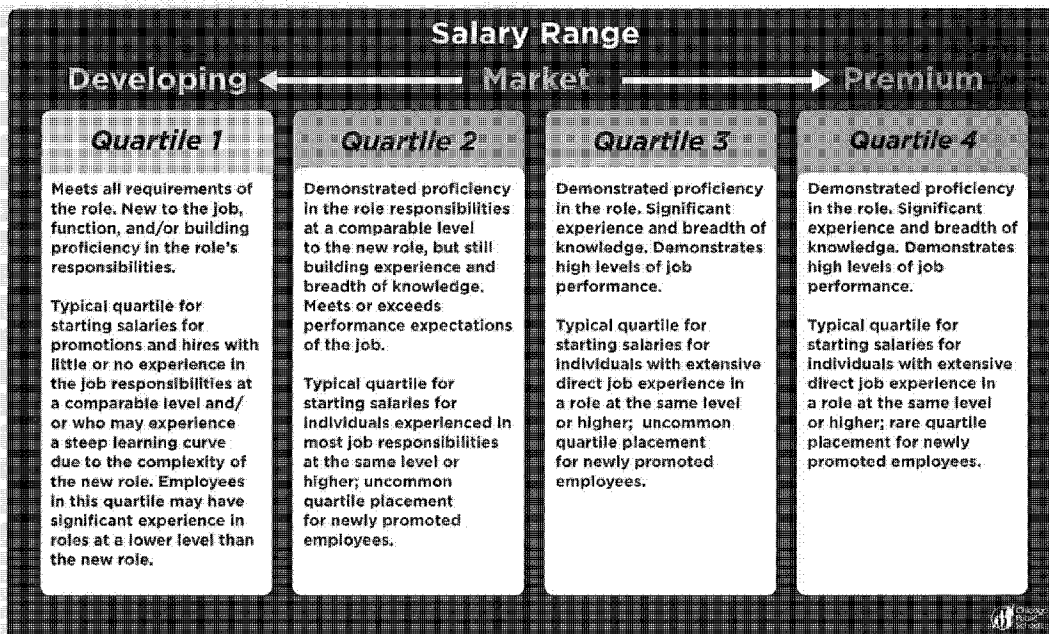 Salary Range
Developing
Market
Premium
Quartile 1
Meets all requirements of
the role. New to the job,
function, and/or building
proficiency in the role's
responsibilities.
Typical quartile for
starting salaries for
promotions and hires with
little or no experience in
the job responsibilities at
a comparable level and/
or who may experience
a steep learning curve
due to the complexity of
the new role. Employees
in this quartile may have
significant experience in
roles at a lower level than
the new role.
Quartile 2
Demonstrated proficiency
in the role responsibilities
at a comparable level
to the new role, but still
building experience and
breadth of knowledge.
Meets or exceeds
performance expectations
of the job.
Typical quartile for
starting salaries for
individuals experienced in
most job responsibilities
at the same level or
higher; uncommon
quartile placement
for newly promoted
employees.
Quartile 3
Demonstrated proficiency
in the role. Significant
experience and breadth of
knowledge. Demonstrates
high levels of job
performance.
Typical quartile for
starting salaries for
individuals with extensive
direct job experience in
a role at the same level
or higher; uncommon
quartile placement
for newly promoted
employees.
Quartile 4
Demonstrated proficiency
in the role. Significant
experience and breadth of
knowledge. Demonstrates
high levels of job
performance.
Typical quartile for
starting salaries for
individuals with extensive
direct job experience in
a role at the same level
or higher; rare quartile
placement for newly
promoted employees.
Chicago
Public
Schools